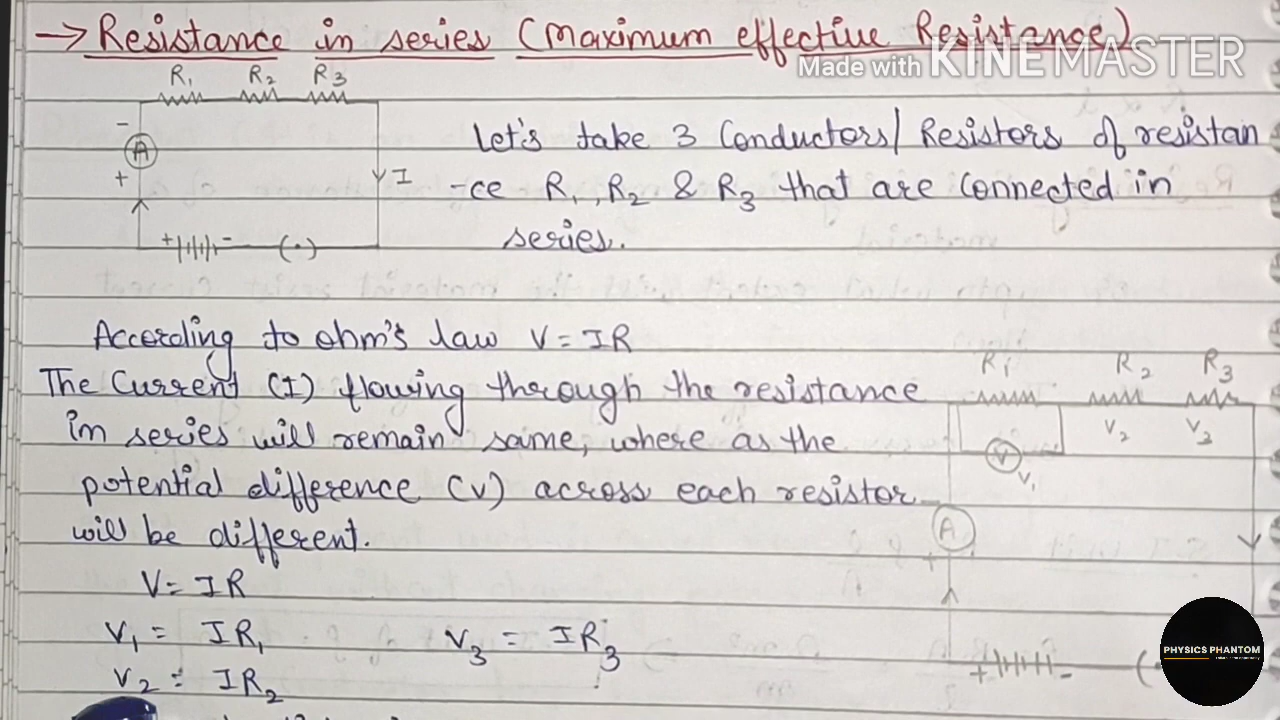 → Resistance in series (Maximum effective Resistance)
Made with KINEMASTER
R1 R2 R3
-
A
+
I
+ - (•)
Let's take 3 Conductors/Resistors of resistan
-ce R1, R2 & R3 that are connected in
series.
According to ohm's law V = IR
The Current (I) flowing through the resistance
in series will remain same, where as the
potential difference (V) across each resistor
will be different.
R1 R2 R3
V V1 V2 V3
A
+
+ - (
V = IR
V1 = IR1 V3 = IR3
V2 = IR2
PHYSICS PHANTOM